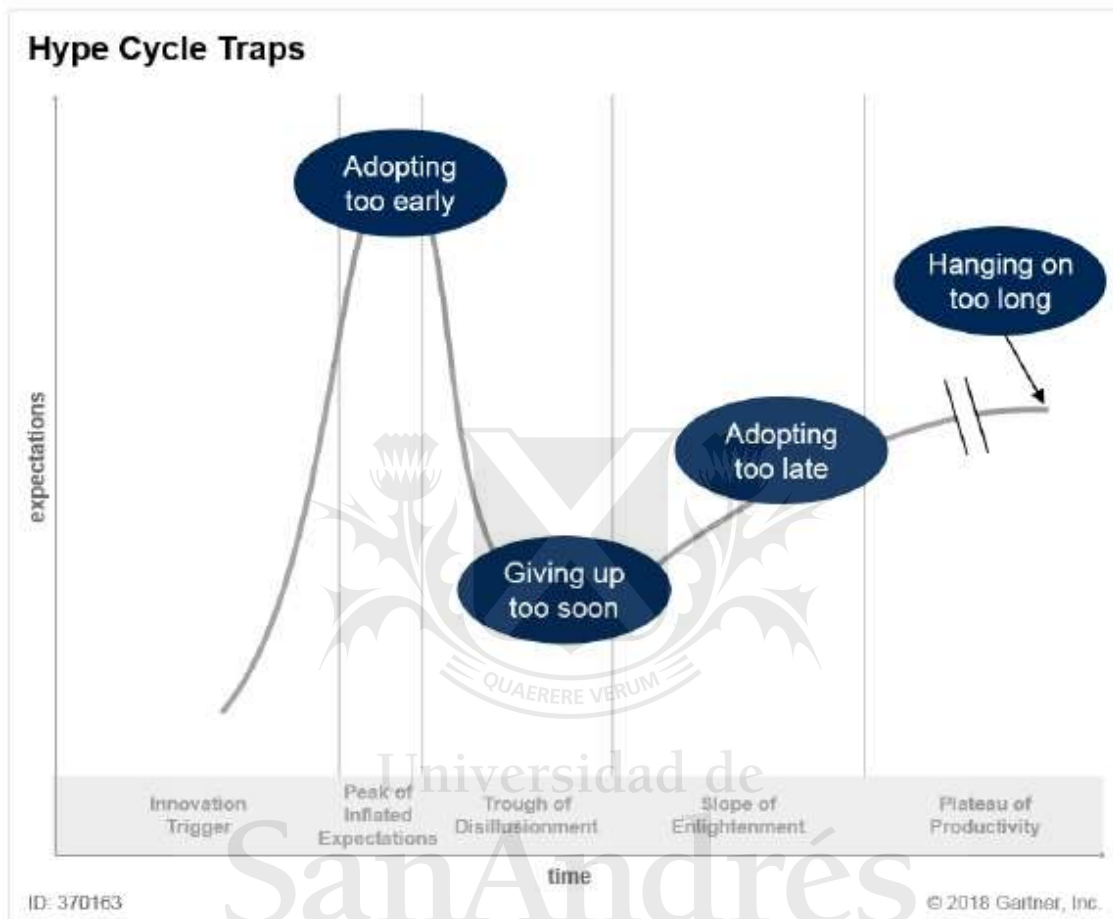 Hype Cycle Traps
Adopting
too early
Hanging on
too long
expectations
Adopting
too late
Giving up
too soon
QUAERERE VERUM
Universidad de
SanAndrés
Innovation
Trigger
Peak of
Inflated
Expectations
Trough of
Disillusionment
Slope of
Enlightenment
Plateau of
Productivity
time
ID: 370163
© 2018 Gartner, Inc.